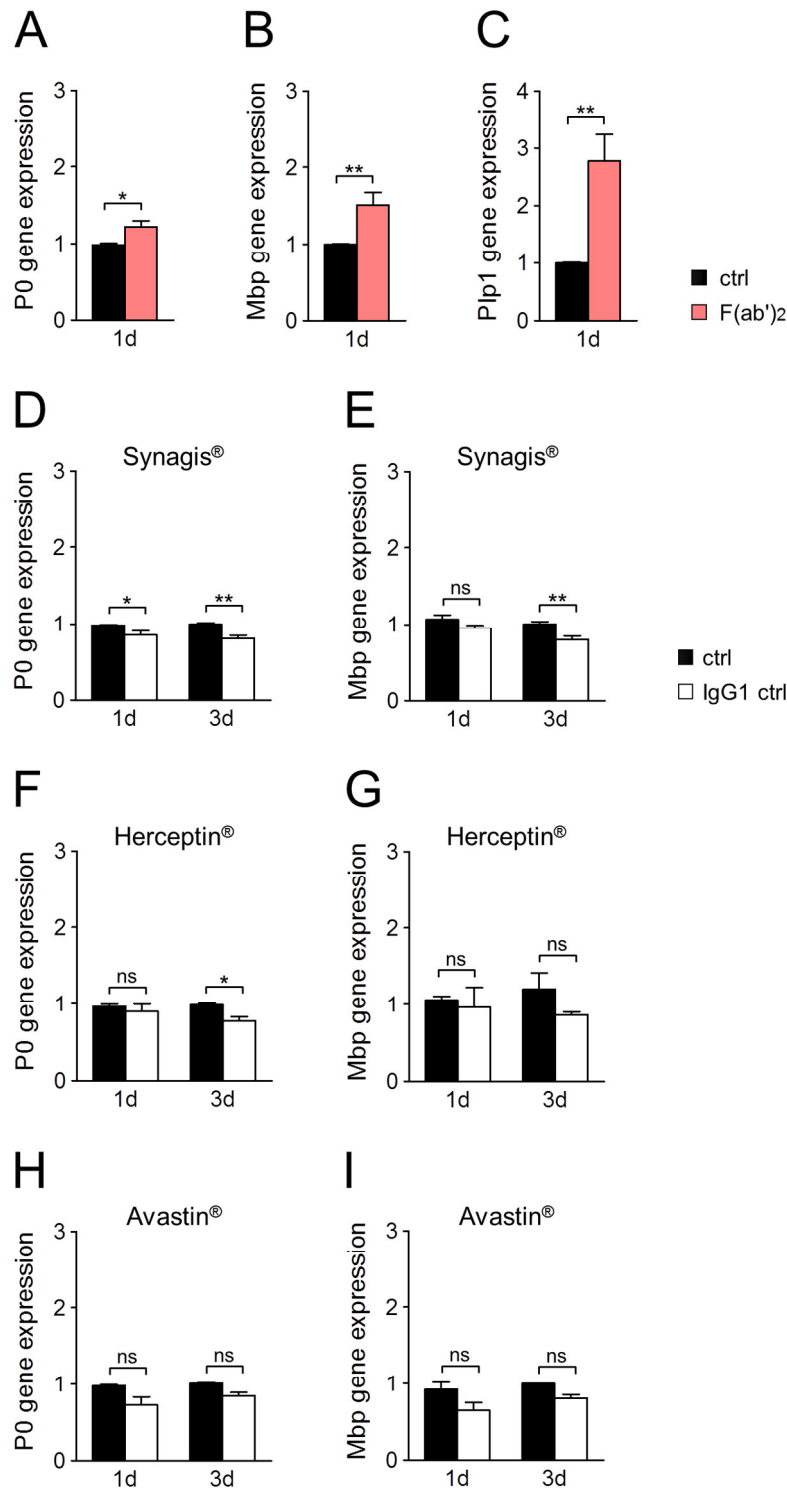 A
B
C
P0 gene expression
3
2
1
0
*
1d
Mbp gene expression
3
2
1
0
**
1d
Plp1 gene expression
4
3
2
1
0
**
1d
ctrl
F(ab')2
D
Synagis®
P0 gene expression
3
2
1
0
*
**
1d
3d
E
Synagis®
Mbp gene expression
3
2
1
0
ns
**
1d
3d
ctrl
IgG1 ctrl
F
Herceptin®
P0 gene expression
3
2
1
0
ns
*
1d
3d
G
Herceptin®
Mbp gene expression
3
2
1
0
ns
ns
1d
3d
H
Avastin®
P0 gene expression
3
2
1
0
ns
ns
1d
3d
I
Avastin®
Mbp gene expression
3
2
1
0
ns
ns
1d
3d